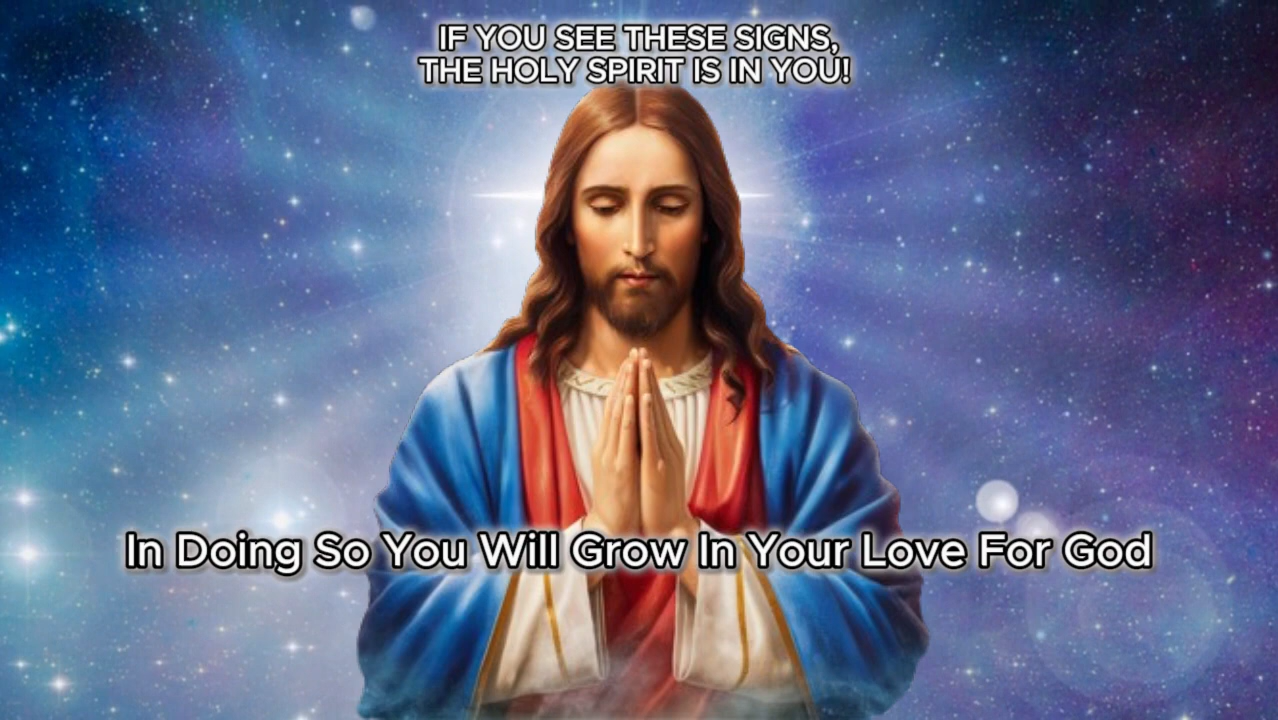 IF YOU SEE THESE SIGNS,
THE HOLY SPIRIT IS IN YOU!
In Doing So You Will Grow In Your Love For God